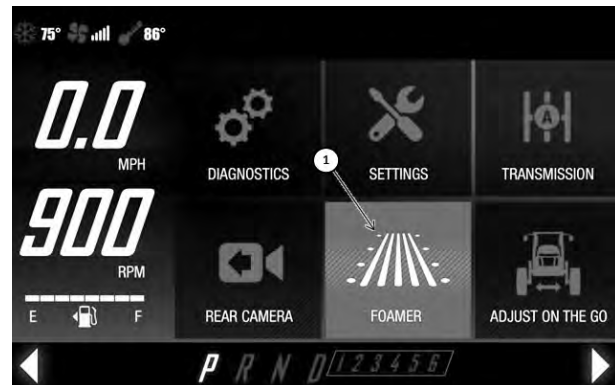 75° 86°
0.0
MPH
900
RPM
E F
DIAGNOSTICS
SETTINGS
A
TRANSMISSION
1
REAR CAMERA
FOAMER
ADJUST ON THE GO
P R N D 1 2 3 4 5 6